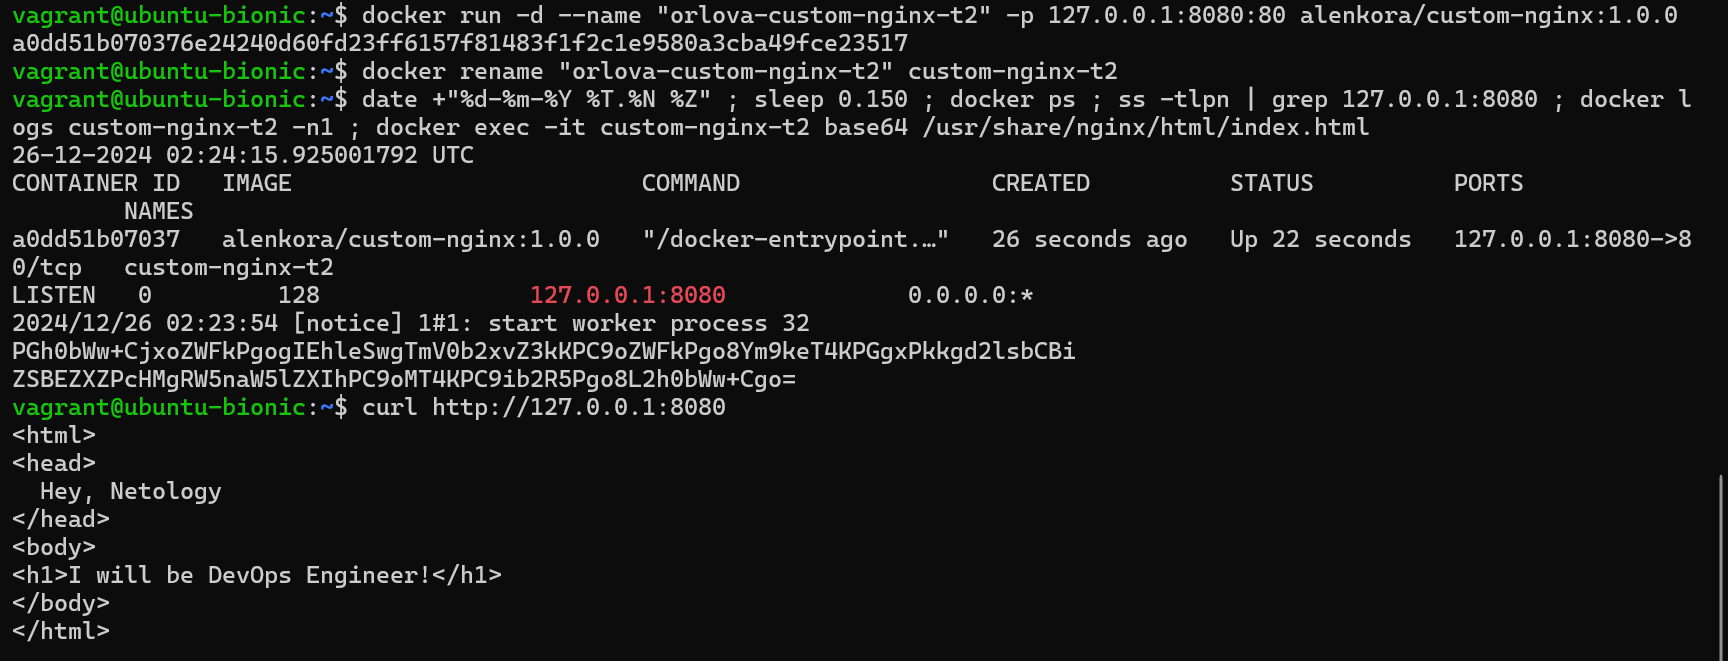 vagrant@ubuntu-bionic:~$ docker run -d --name "orlova-custom-nginx-t2" -p 127.0.0.1:8080:80 alenkora/custom-nginx:1.0.0
a0dd51b070376e24240d60fd23ff6157f81483f1f2c1e9580a3cba49fce23517
vagrant@ubuntu-bionic:~$ docker rename "orlova-custom-nginx-t2" custom-nginx-t2
vagrant@ubuntu-bionic:~$ date +"%d-%m-%Y %T.%N %Z" ; sleep 0.150 ; docker ps ; ss -tlpn | grep 127.0.0.1:8080 ; docker l
ogs custom-nginx-t2 -n1 ; docker exec -it custom-nginx-t2 base64 /usr/share/nginx/html/index.html
26-12-2024 02:24:15.925001792 UTC
CONTAINER ID   IMAGE                         COMMAND                  CREATED          STATUS          PORTS
        NAMES
a0dd51b07037   alenkora/custom-nginx:1.0.0   "/docker-entrypoint.…"   26 seconds ago   Up 22 seconds   127.0.0.1:8080->8
0/tcp   custom-nginx-t2
LISTEN   0         128                 127.0.0.1:8080             0.0.0.0:*
2024/12/26 02:23:54 [notice] 1#1: start worker process 32
PGh0bWw+CjxoZWFkPgogIEhleSwgTmV0b2xvZ3kKPC9oZWFkPgo8Ym9keT4KPGgxPkkgd2lsbCBi
ZSBEZXZPcHMgRW5naW5lZXIhPC9oMT4KPC9ib2R5Pgo8L2h0bWw+Cgo=
vagrant@ubuntu-bionic:~$ curl http://127.0.0.1:8080
<html>
<head>
  Hey, Netology
</head>
<body>
<h1>I will be DevOps Engineer!</h1>
</body>
</html>